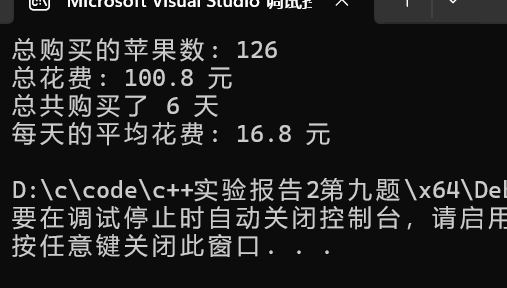 Microsoft Visual Studio 调试控
总购买的苹果数: 126
总花费: 100.8 元
总共购买了 6 天
每天的平均花费: 16.8 元
D:\c\code\c++实验报告2第九题\x64\Deb
要在调试停止时自动关闭控制台，请启用
按任意键关闭此窗口. . .